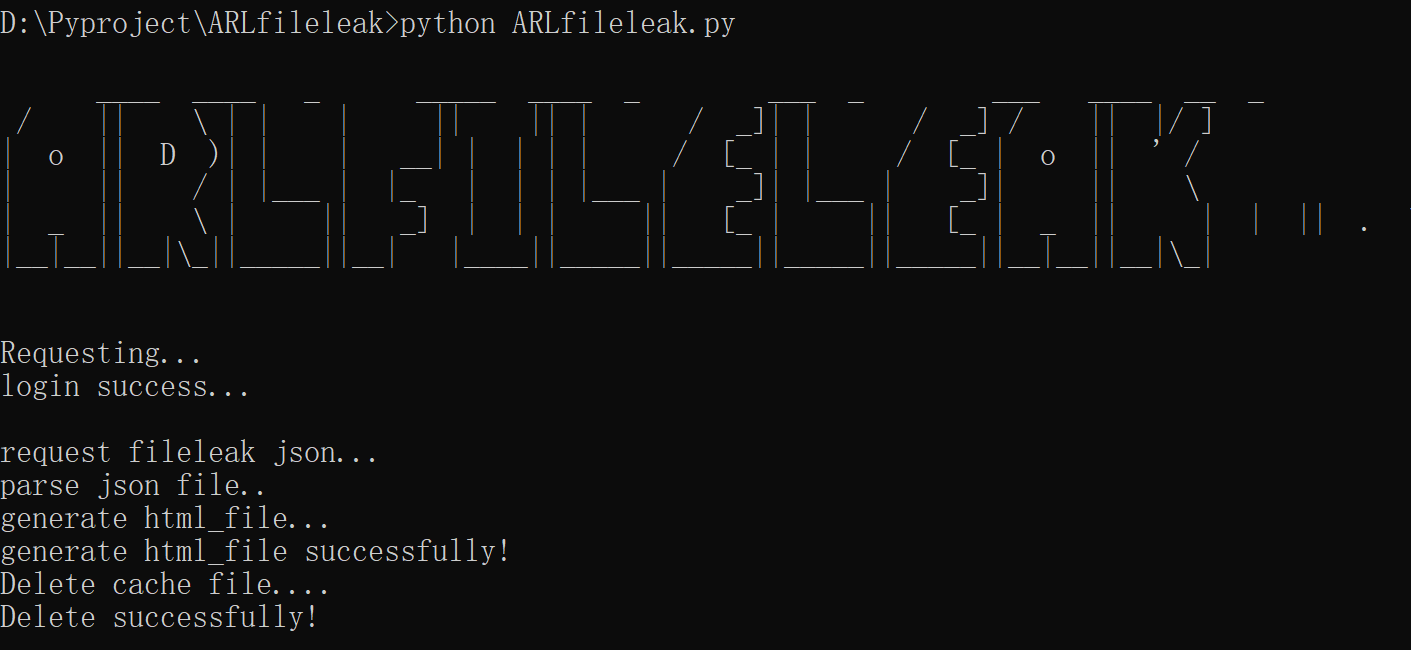 D:\Pyproject\ARLfileleak>python ARLfileleak.py
ARLFILELEAK
Requesting...
login success...
request fileleak json...
parse json file..
generate html_file...
generate html_file successfully!
Delete cache file....
Delete successfully!